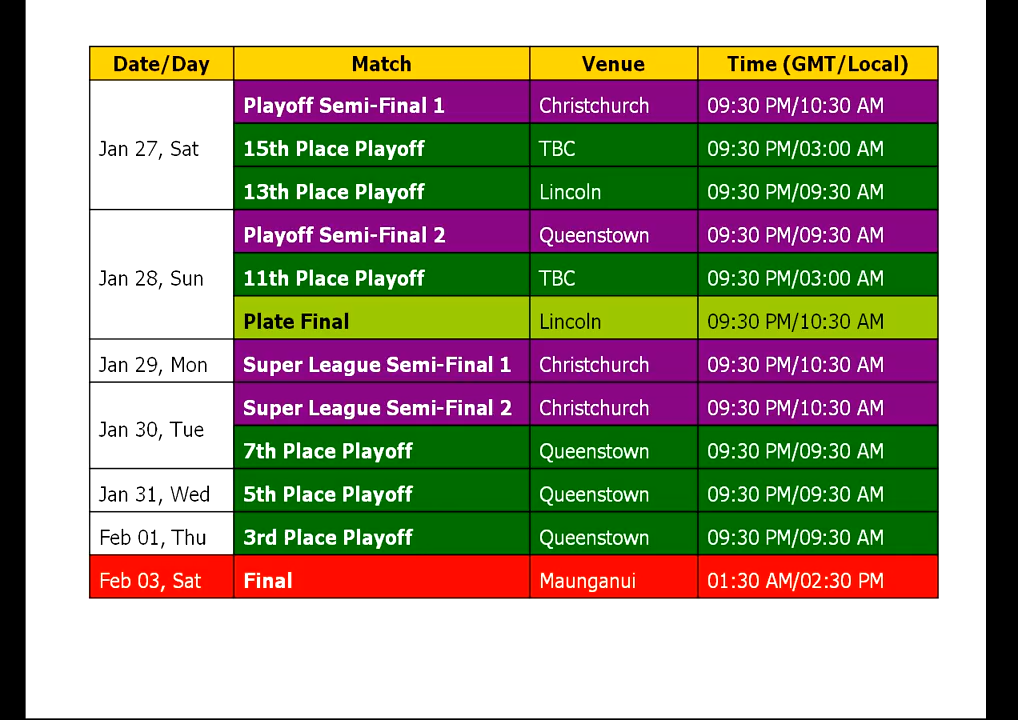 Date/Day Match Venue Time (GMT/Local)
Jan 27, Sat Playoff Semi-Final 1 Christchurch 09:30 PM/10:30 AM
15th Place Playoff TBC 09:30 PM/03:00 AM
13th Place Playoff Lincoln 09:30 PM/09:30 AM
Jan 28, Sun Playoff Semi-Final 2 Queenstown 09:30 PM/09:30 AM
11th Place Playoff TBC 09:30 PM/03:00 AM
Plate Final Lincoln 09:30 PM/10:30 AM
Jan 29, Mon Super League Semi-Final 1 Christchurch 09:30 PM/10:30 AM
Jan 30, Tue Super League Semi-Final 2 Christchurch 09:30 PM/10:30 AM
7th Place Playoff Queenstown 09:30 PM/09:30 AM
Jan 31, Wed 5th Place Playoff Queenstown 09:30 PM/09:30 AM
Feb 01, Thu 3rd Place Playoff Queenstown 09:30 PM/09:30 AM
Feb 03, Sat Final Maunganui 01:30 AM/02:30 PM